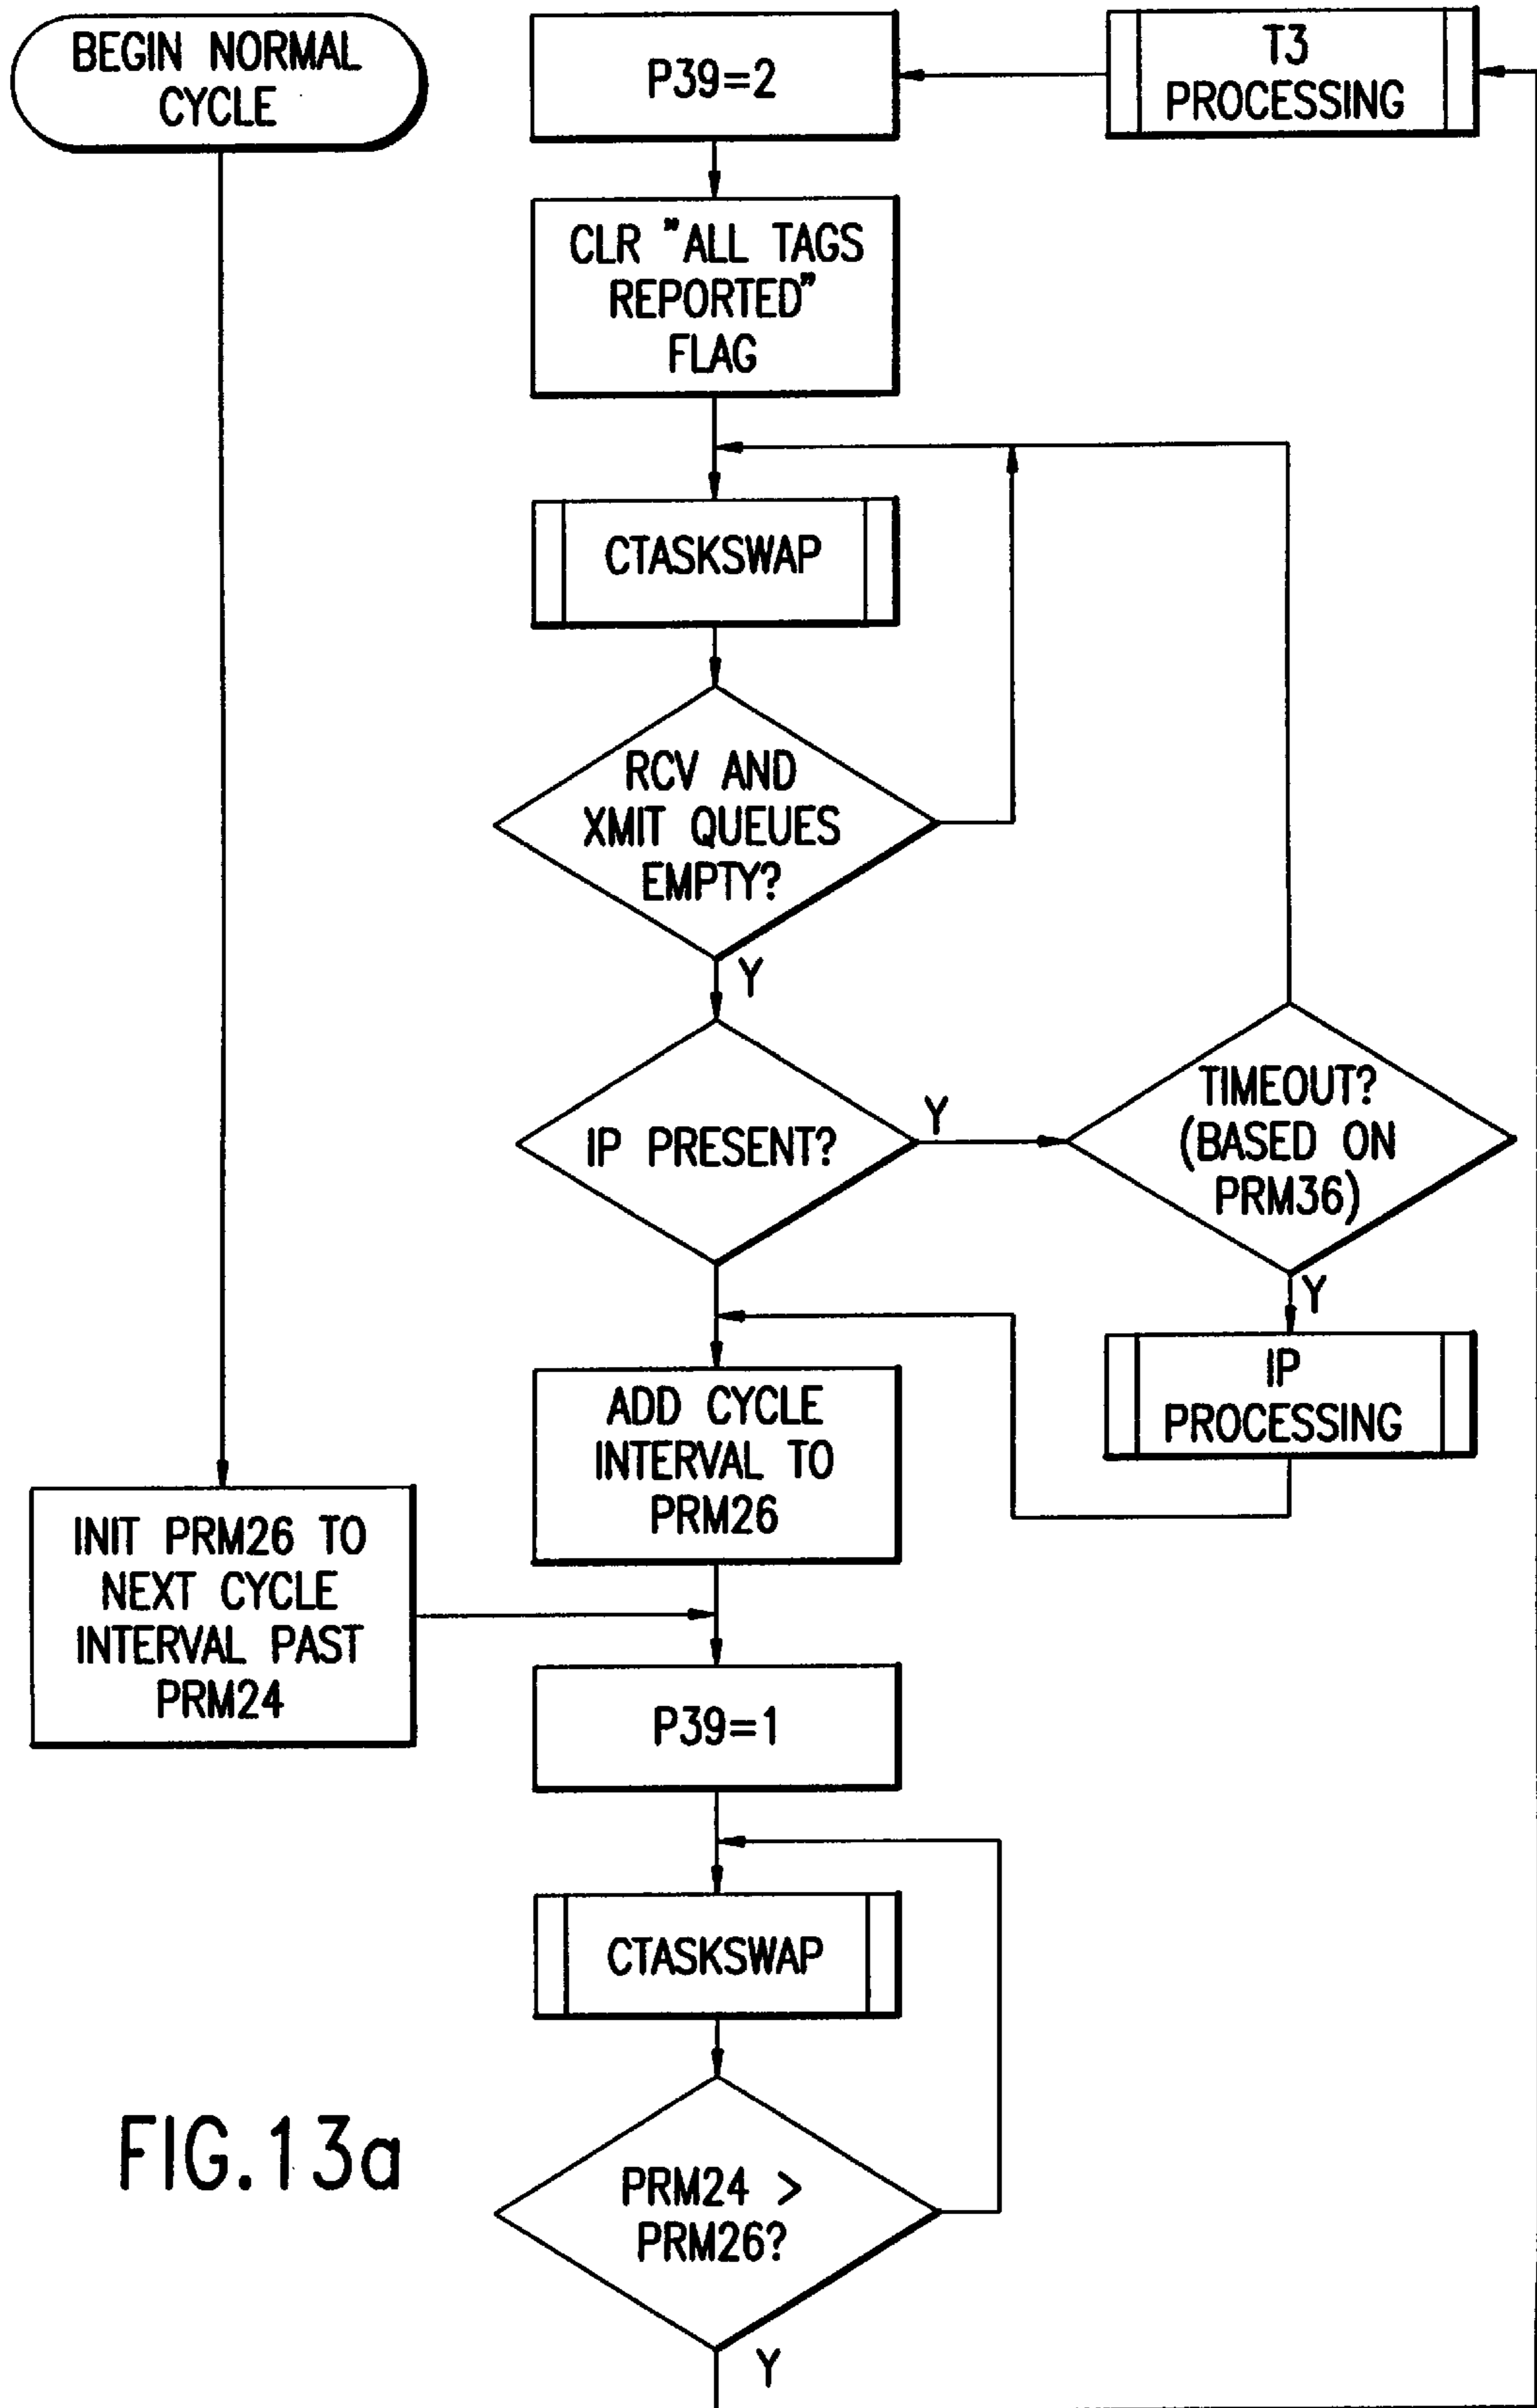 BEGIN NORMAL
CYCLE
P39=2
T3
PROCESSING
CLR "ALL TAGS
REPORTED"
FLAG
CTASKSWAP
RCV AND
XMIT QUEUES
EMPTY?
Y
IP PRESENT?
Y
TIMEOUT?
(BASED ON
PRM36)
Y
IP
PROCESSING
ADD CYCLE
INTERVAL TO
PRM26
INIT PRM26 TO
NEXT CYCLE
INTERVAL PAST
PRM24
P39=1
CTASKSWAP
PRM24 >
PRM26?
Y
FIG.13a